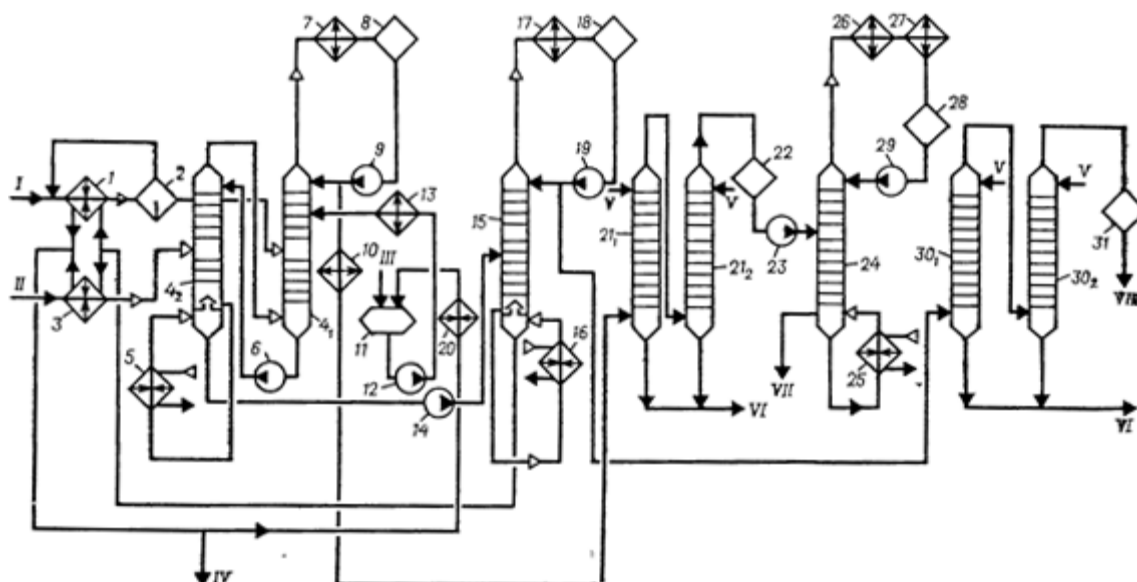 7 8 17 18 26 27
28
I 1 2 9 19 22 29 V V
13 V V 31
II 3 4₂ 10 III 15 21₁ 21₂ 23 24 30₁ 30₂
VIII
5 6 4₁ 11 20 16 VII 25
12
14 VI VI
IV